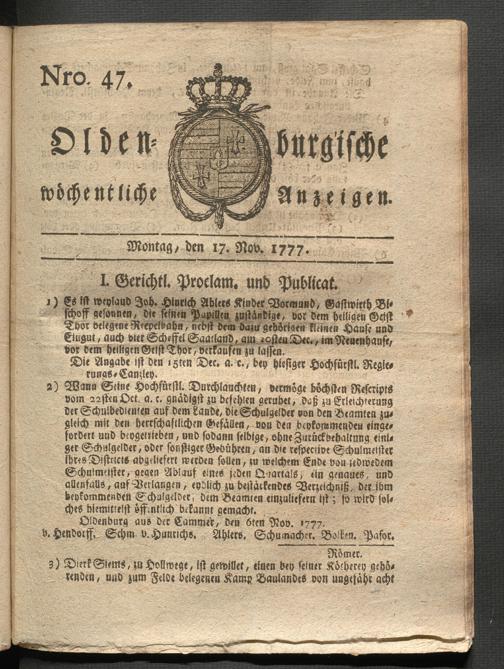 Nro. 47.
Olden- burgische
wöchentliche Anzeigen.
Montag, den 17. Nov. 1777.
I. Gerichtl. Proclam. und Publicat.
1) Es ist weyland Joh. Hinrich Ahlers Kinder Vormund, Gastwirth Bi-
schoff gesonnen, die seinen Pupillen zuständige, vor dem heiligen Geist
Thor belegene Reepelbahn, nebst dem dazu gehörigen kleinen Hause und
auch vier Scheffel Saarland, am 20sten Dec., im Neuenhause,
vor dem heiligen Geist Thor, verkaufen zu lassen.
Die Angabe ist den 15ten Dec. a. c., bey hiesiger Hochfürstl. Regie-
rungs-Canzley.
2) Wann Seine Hochfürstl. Durchlauchten, vermöge höchsten Rescripts
vom 22sten Oct. a. c. gnädigst zu befehlen geruhet, daß zu Erleichterung
der Schulbedienten auf dem Lande, die Schulgelder von den Beamten zu-
gleich mit den herrschaftlichen Gefällen, von den beykommenden einge-
fordert und beygetrieben, und sodann selbige, ohne Zurückbehaltung eini-
ger Schulgelder, oder sonstiger Gebühren, an die respective Schulmeister
ihres Districts abgeliefert werden sollen, zu welchem Ende von jedwedem
Schulmeister, gegen Ablauf eines jeden Quartals, ein genaues, und
allenfalls, auf Verlangen, eydlich zu bestärkendes Verzeichniß, der ihm
beykommenden Schulgelder, dem Beamten einzuliefern ist; so wird sol-
ches hiemittelst öffentlich bekannt gemacht.
Oldenburg aus der Cammer, den 6ten Nov. 1777.
v. Hendorff. Schm. v. Hunrichs. Ahlers. Schumacher. Bolken. Pafor.
Römer.
3) Dierk Siems, zu Hollwege, ist gewillet, einen bey seiner Kötherey gehö-
renden, und zum Felde belegenen Kamp Baulandes von ungefähr acht